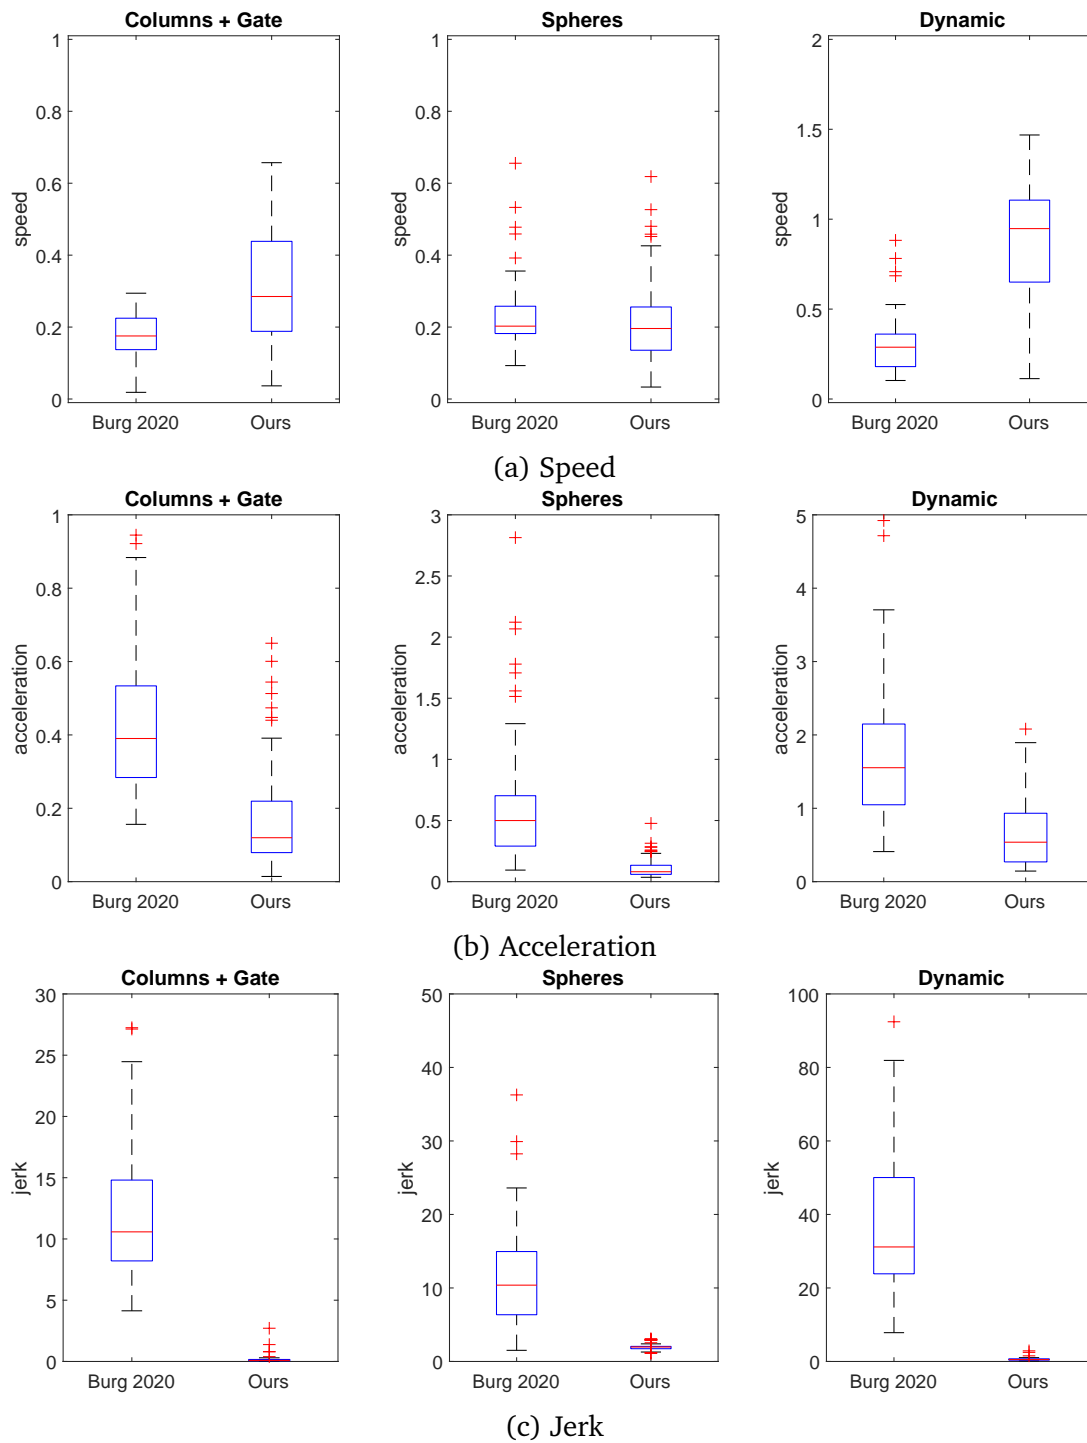 Columns + Gate Spheres Dynamic
1 1 2
0.8 0.8 1.5
0.6 0.6
speed speed speed 1
0.4 0.4
0.2 0.2 0.5
0 0 0
Burg 2020 Ours Burg 2020 Ours Burg 2020 Ours
(a) Speed
Columns + Gate Spheres Dynamic
1 3 5
0.8 2.5 4
0.6 2 3
acceleration acceleration acceleration
0.4 1.5 2
0.2 1 1
0.5
0 0 0
Burg 2020 Ours Burg 2020 Ours Burg 2020 Ours
(b) Acceleration
Columns + Gate Spheres Dynamic
30 50 100
25 40 80
20 30 60
jerk jerk jerk
15 20 40
10 10 20
5
0 0 0
Burg 2020 Ours Burg 2020 Ours Burg 2020 Ours
(c) Jerk